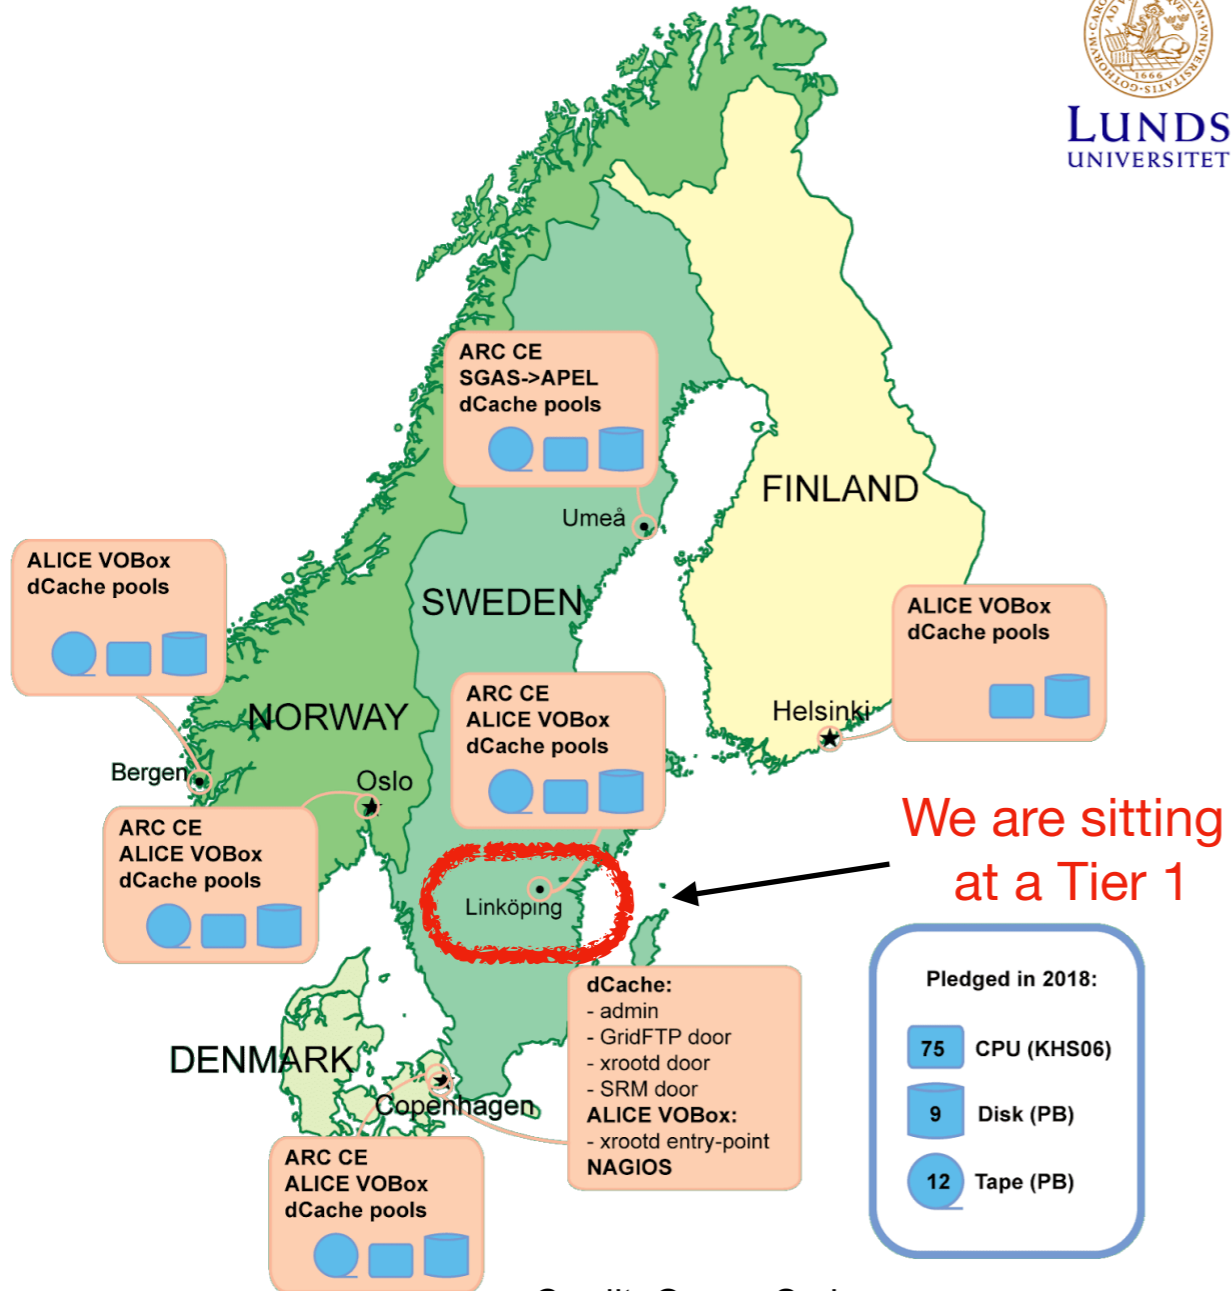 LUNDS
UNIVERSITET
1666
ARC CE
SGAS->APEL
dCache pools
FINLAND
Umeå
ALICE VOBox
dCache pools
SWEDEN
ALICE VOBox
dCache pools
ARC CE
ALICE VOBox
dCache pools
NORWAY
Helsinki
Bergen
Oslo
ARC CE
ALICE VOBox
dCache pools
We are sitting
at a Tier 1
Linköping
Pledged in 2018:
75 CPU (KHS06)
9 Disk (PB)
12 Tape (PB)
dCache:
- admin
- GridFTP door
- xrootd door
- SRM door
ALICE VOBox:
- xrootd entry-point
NAGIOS
DENMARK
Copenhagen
ARC CE
ALICE VOBox
dCache pools